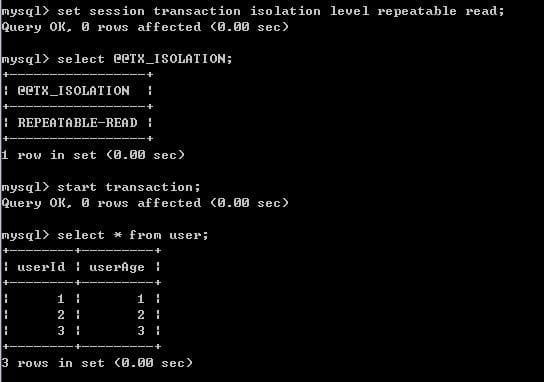 mysql> set session transaction isolation level repeatable read;
Query OK, 0 rows affected (0.00 sec)
mysql> select @@TX_ISOLATION;
+-----------------+
¦ @@TX_ISOLATION  ¦
+-----------------+
¦ REPEATABLE-READ ¦
+-----------------+
1 row in set (0.00 sec)
mysql> start transaction;
Query OK, 0 rows affected (0.00 sec)
mysql> select * from user;
+--------+---------+
¦ userId ¦ userAge ¦
+--------+---------+
¦      1 ¦       1 ¦
¦      2 ¦       2 ¦
¦      3 ¦       3 ¦
+--------+---------+
3 rows in set (0.00 sec)